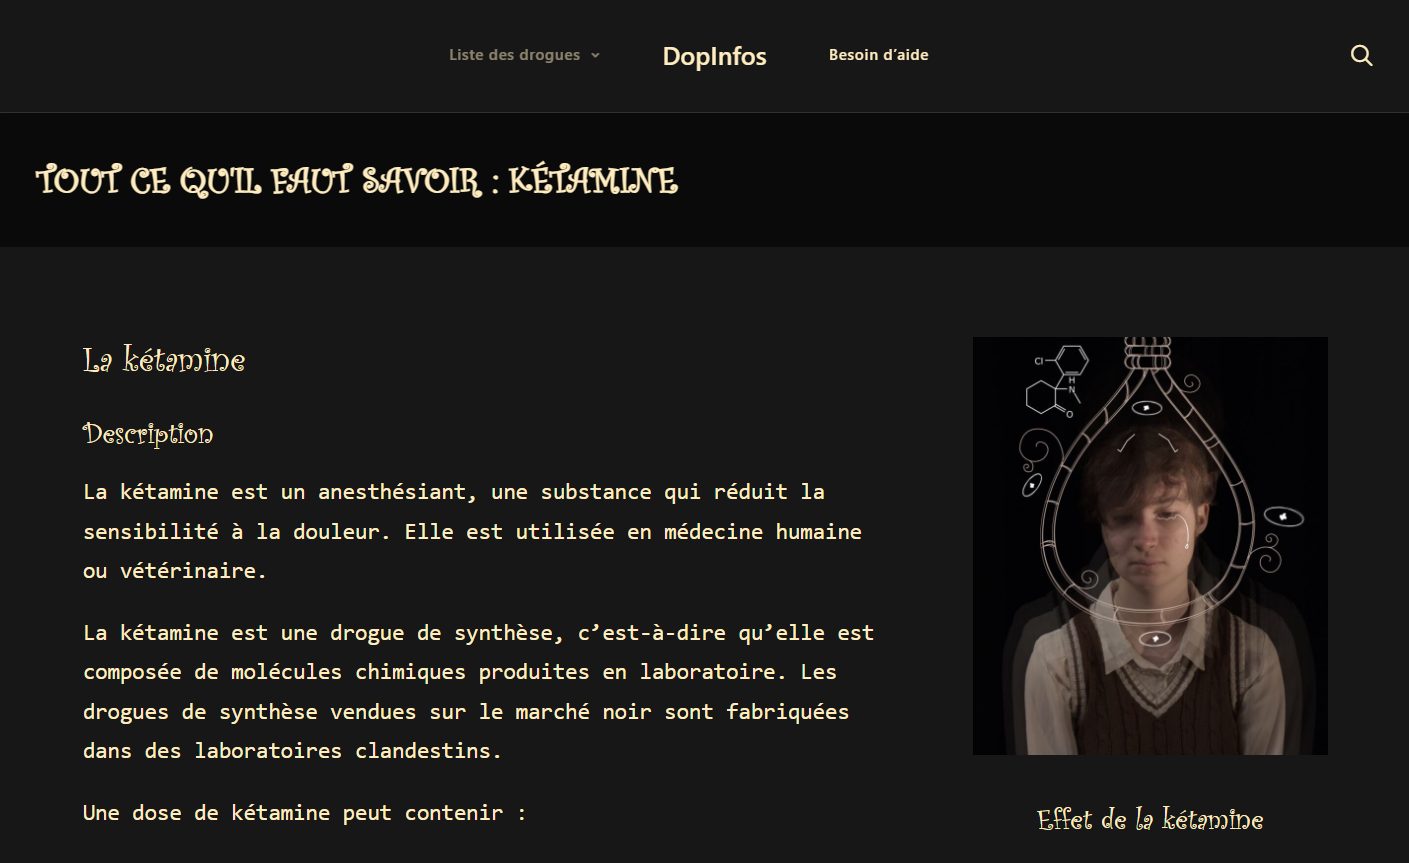 Liste des drogues
DopInfos
Besoin d’aide
TOUT CE QU'IL FAUT SAVOIR : KÉTAMINE
La kétamine
Description
La kétamine est un anesthésiant, une substance qui réduit la
sensibilité à la douleur. Elle est utilisée en médecine humaine
ou vétérinaire.
La kétamine est une drogue de synthèse, c’est-à-dire qu’elle est
composée de molécules chimiques produites en laboratoire. Les
drogues de synthèse vendues sur le marché noir sont fabriquées
dans des laboratoires clandestins.
Une dose de kétamine peut contenir :
Cl
H
N
O
Effet de la kétamine